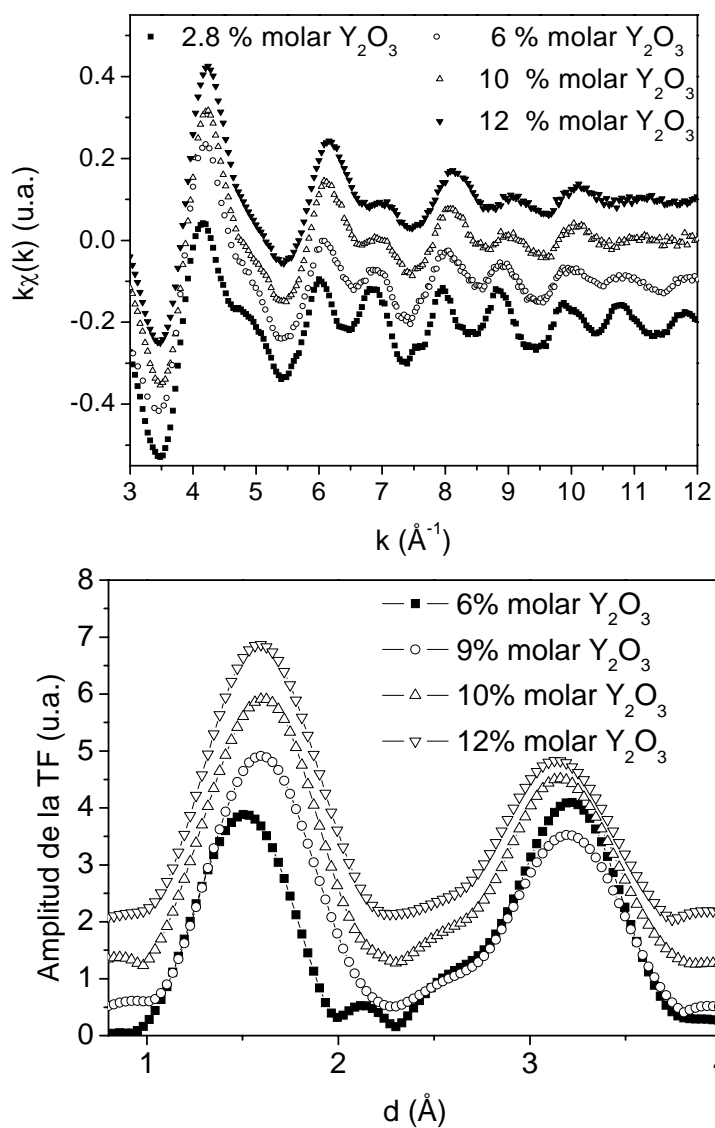 2.8 % molar Y2O3
6 % molar Y2O3
10 % molar Y2O3
12 % molar Y2O3
0.4
0.2
0.0
-0.2
-0.4
kχ(k) (u.a.)
3 4 5 6 7 8 9 10 11 12
k (Å-1)
8
7
6
5
4
3
2
1
0
Amplitud de la TF (u.a.)
6% molar Y2O3
9% molar Y2O3
10% molar Y2O3
12% molar Y2O3
1 2 3 4
d (Å)